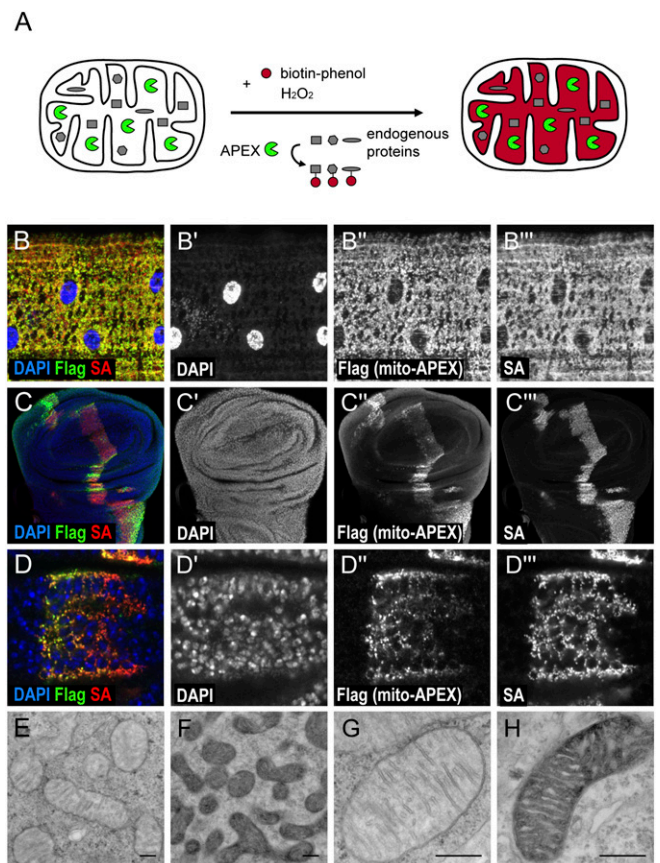 A
+ biotin-phenol
H₂O₂
APEX
endogenous
proteins
B
DAPI Flag SA
B'
DAPI
B''
Flag (mito-APEX)
B'''
SA
C
DAPI Flag SA
C'
DAPI
C''
Flag (mito-APEX)
C'''
SA
D
DAPI Flag SA
D'
DAPI
D''
Flag (mito-APEX)
D'''
SA
E
F
G
H